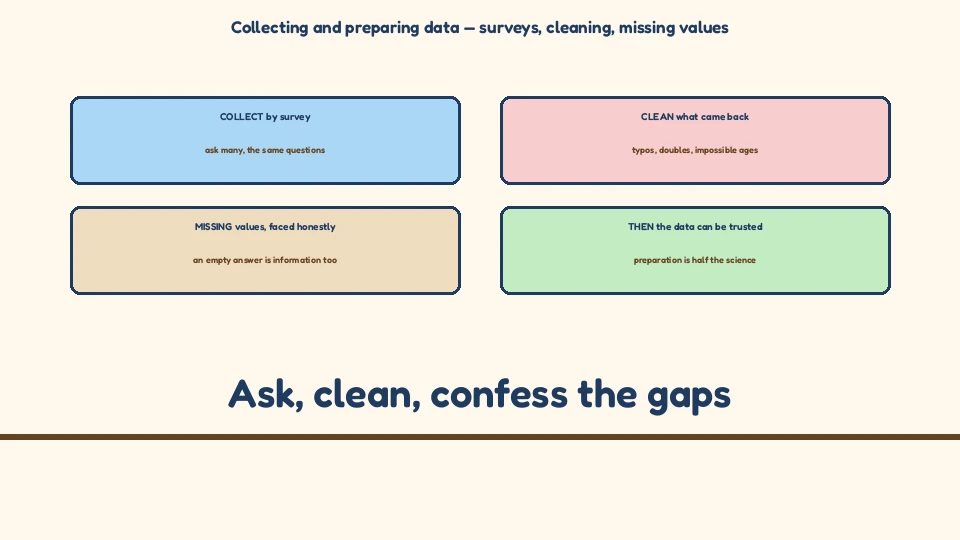 Collecting and preparing data — surveys, cleaning, missing values
COLLECT by survey
ask many, the same questions
CLEAN what came back
typos, doubles, impossible ages
MISSING values, faced honestly
an empty answer is information too
THEN the data can be trusted
preparation is half the science
Ask, clean, confess the gaps